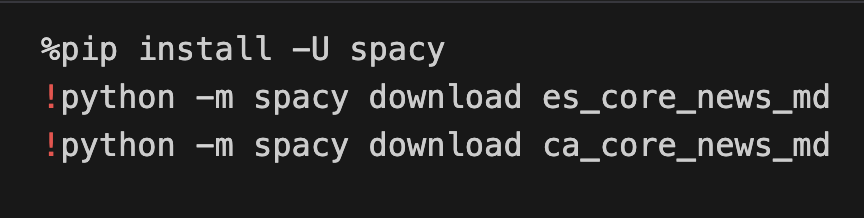 %pip install -U spacy
!python -m spacy download es_core_news_md
!python -m spacy download ca_core_news_md